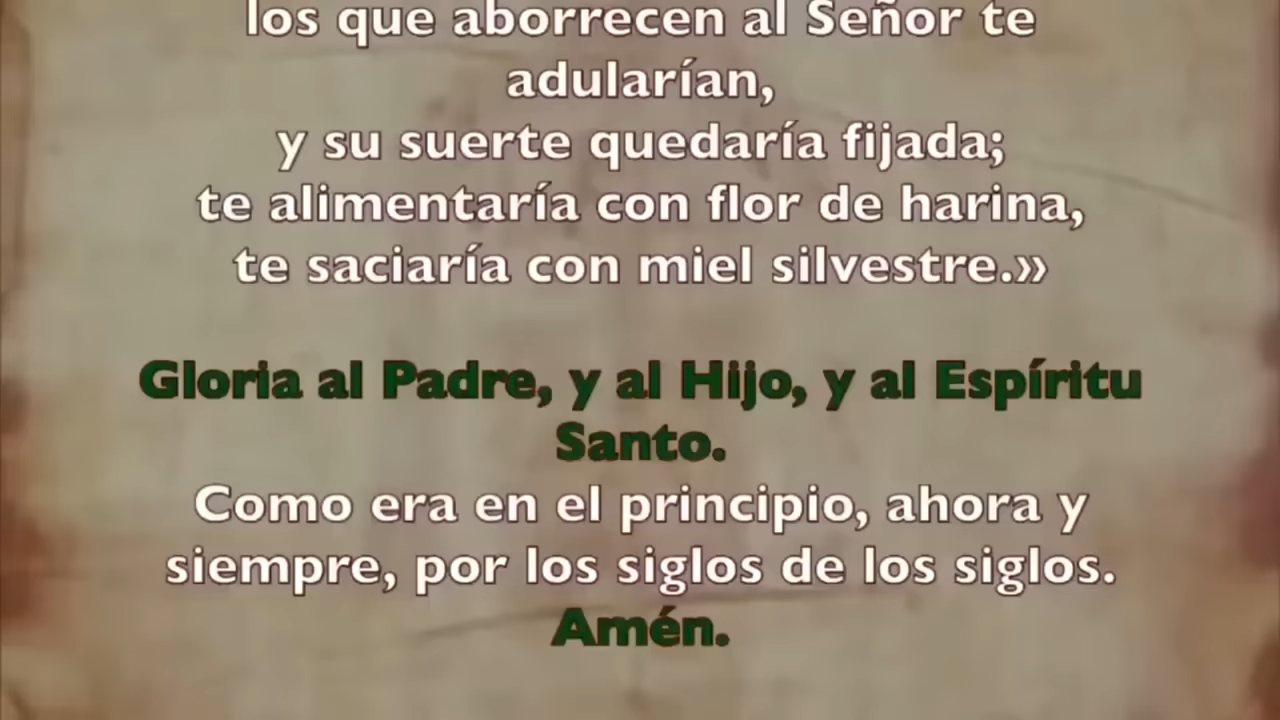 los que aborrecen al Señor te
adularían,
y su suerte quedaría fijada;
te alimentaría con flor de harina,
te saciaría con miel silvestre.»
Gloria al Padre, y al Hijo, y al Espíritu
Santo.
Como era en el principio, ahora y
siempre, por los siglos de los siglos.
Amén.